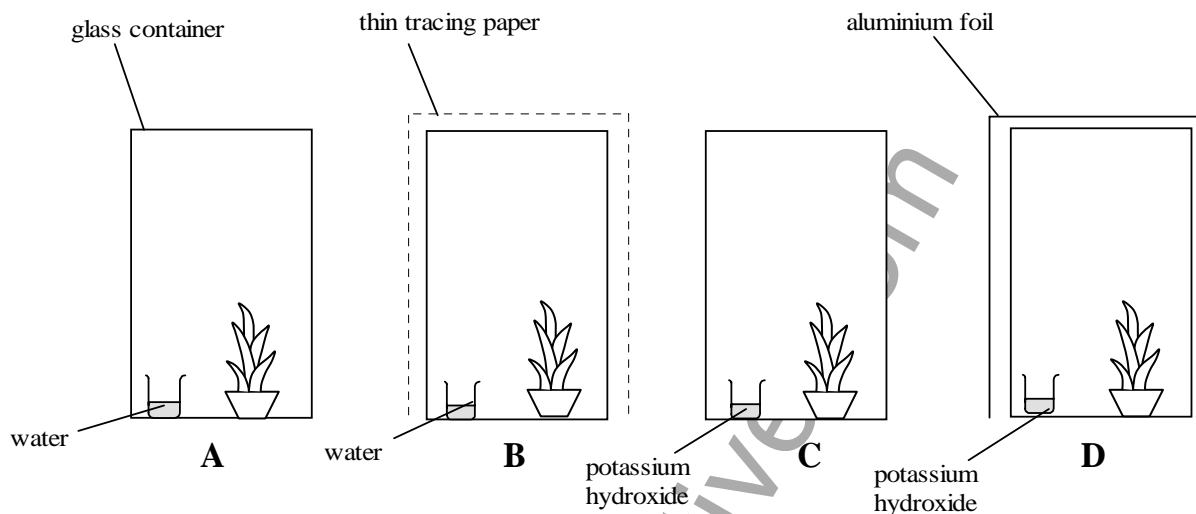 glass container
thin tracing paper
aluminium foil
water
A
water
B
potassium
hydroxide
C
potassium
hydroxide
D